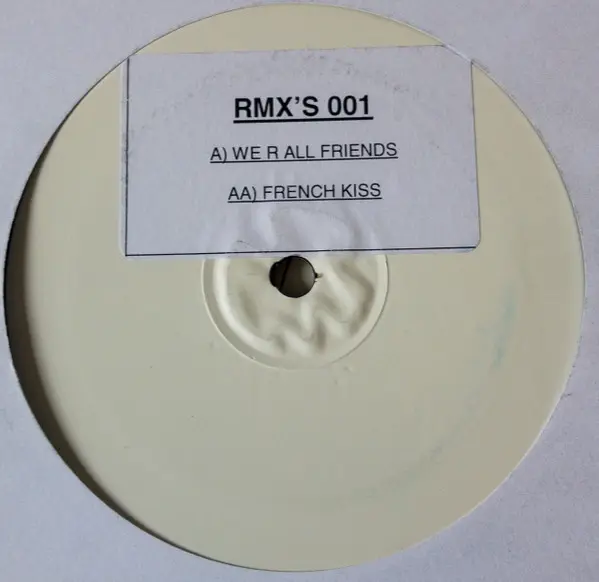 RMX'S 001
A) WE R ALL FRIENDS
AA) FRENCH KISS